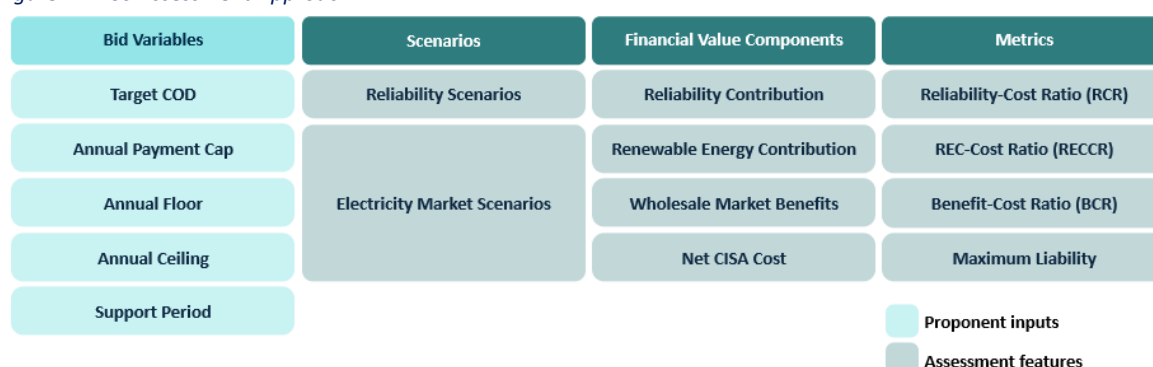 Bid Variables
Scenarios
Financial Value Components
Metrics
Target COD
Reliability Scenarios
Reliability Contribution
Reliability-Cost Ratio (RCR)
Annual Payment Cap
Renewable Energy Contribution
REC-Cost Ratio (RECCR)
Annual Floor
Electricity Market Scenarios
Wholesale Market Benefits
Benefit-Cost Ratio (BCR)
Annual Ceiling
Net CISA Cost
Maximum Liability
Support Period
Proponent inputs
Assessment features